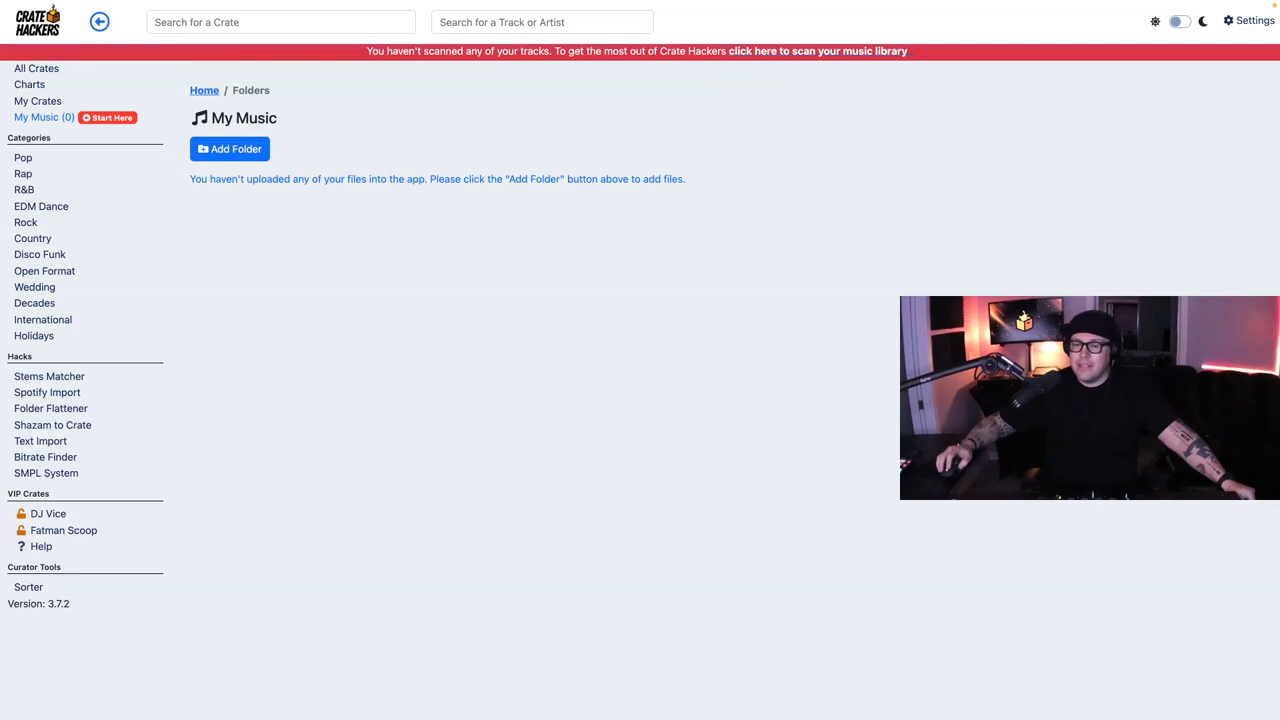 CRATE
HACKERS
Search for a Crate
Search for a Track or Artist
Settings
You haven't scanned any of your tracks. To get the most out of Crate Hackers click here to scan your music library
All Crates
Charts
My Crates
My Music (0) Start Here
Categories
Pop
Rap
R&B
EDM Dance
Rock
Country
Disco Funk
Open Format
Wedding
Decades
International
Holidays
Hacks
Stems Matcher
Spotify Import
Folder Flattener
Shazam to Crate
Text Import
Bitrate Finder
SMPL System
VIP Crates
DJ Vice
Fatman Scoop
? Help
Curator Tools
Sorter
Version: 3.7.2
Home / Folders
My Music
Add Folder
You haven't uploaded any of your files into the app. Please click the "Add Folder" button above to add files.